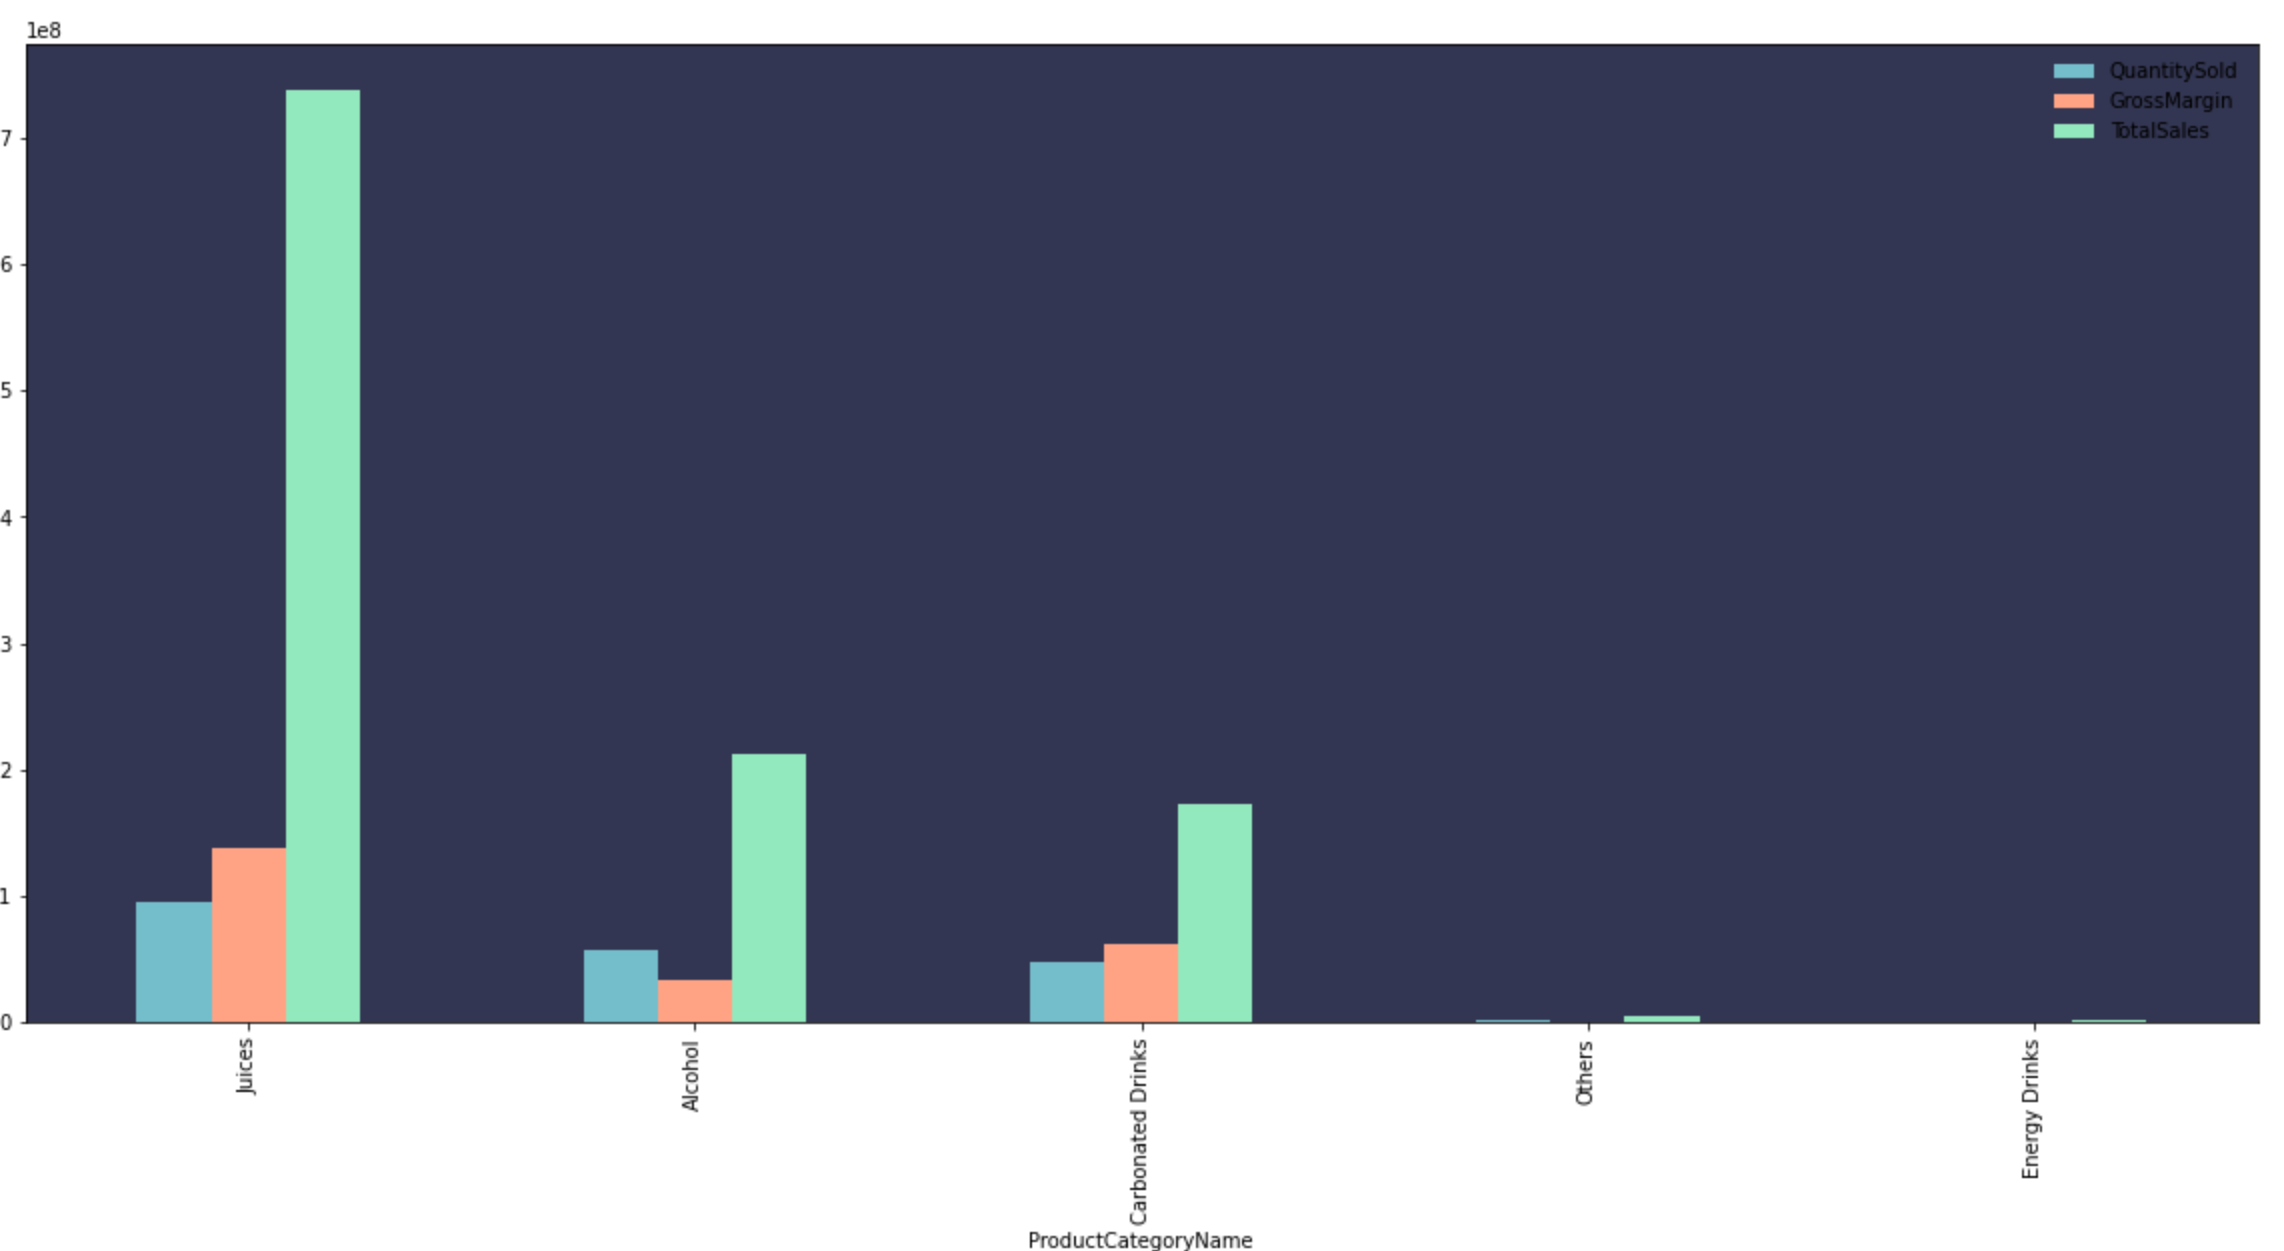 1e8
QuantitySold
GrossMargin
TotalSales
7
6
5
4
3
2
1
0
Juices
Alcohol
Carbonated Drinks
Others
Energy Drinks
ProductCategoryName